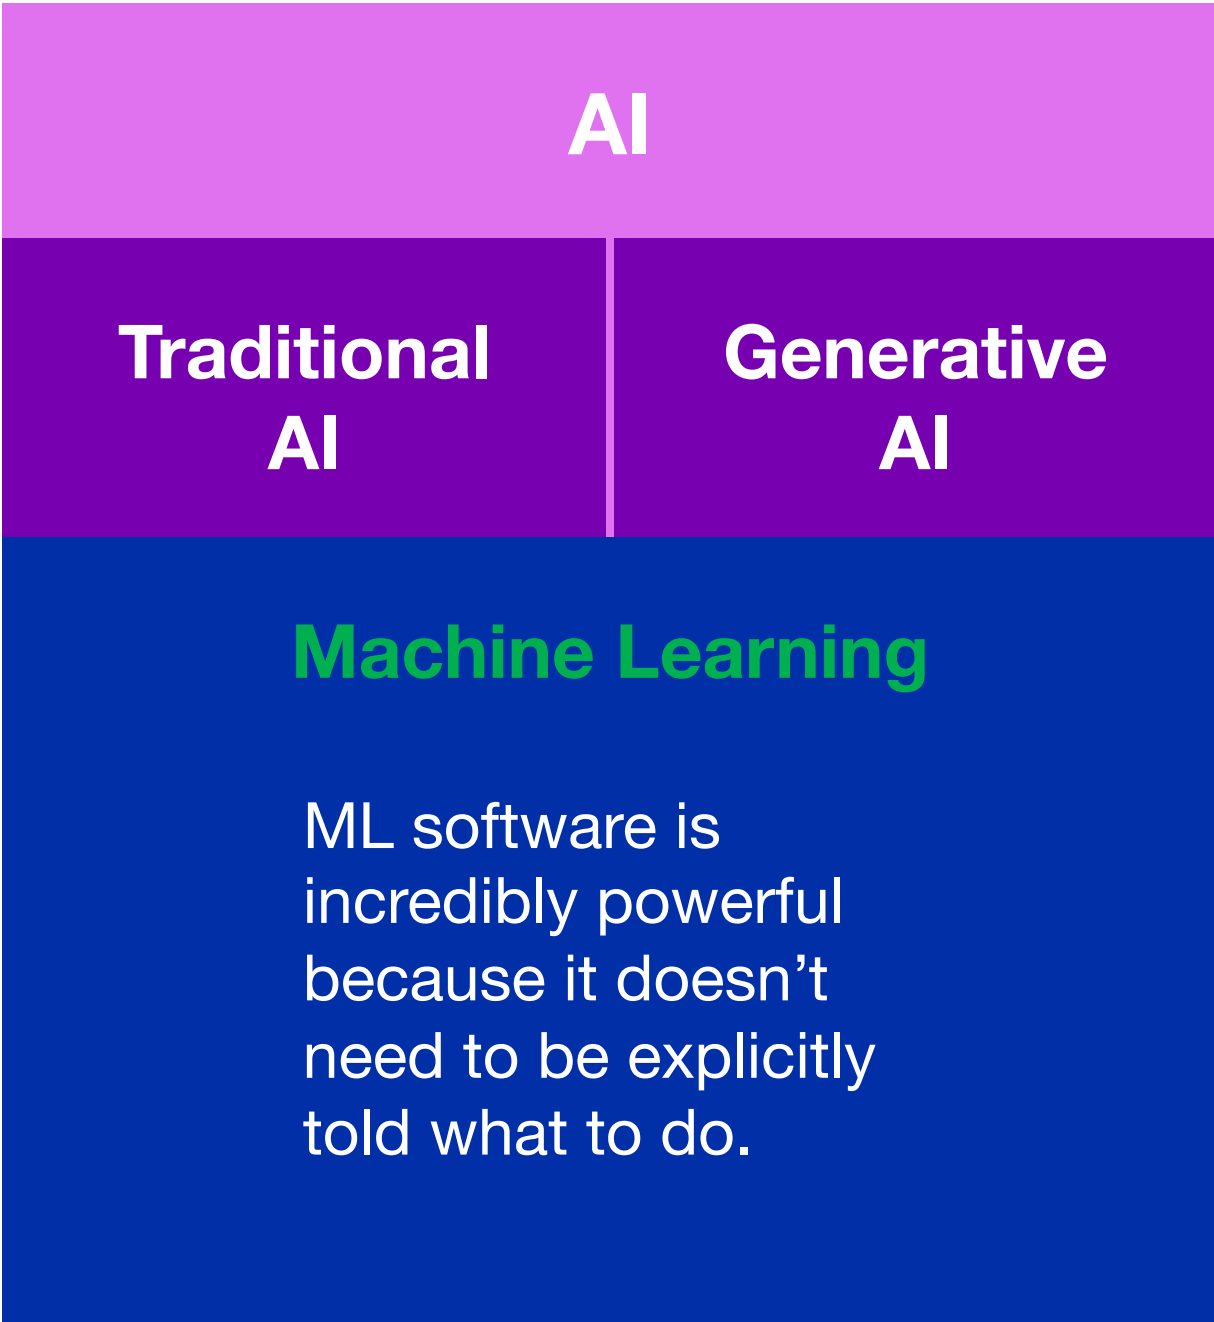 AI
Traditional
AI
Generative
AI
Machine Learning
ML software is
incredibly powerful
because it doesn’t
need to be explicitly
told what to do.